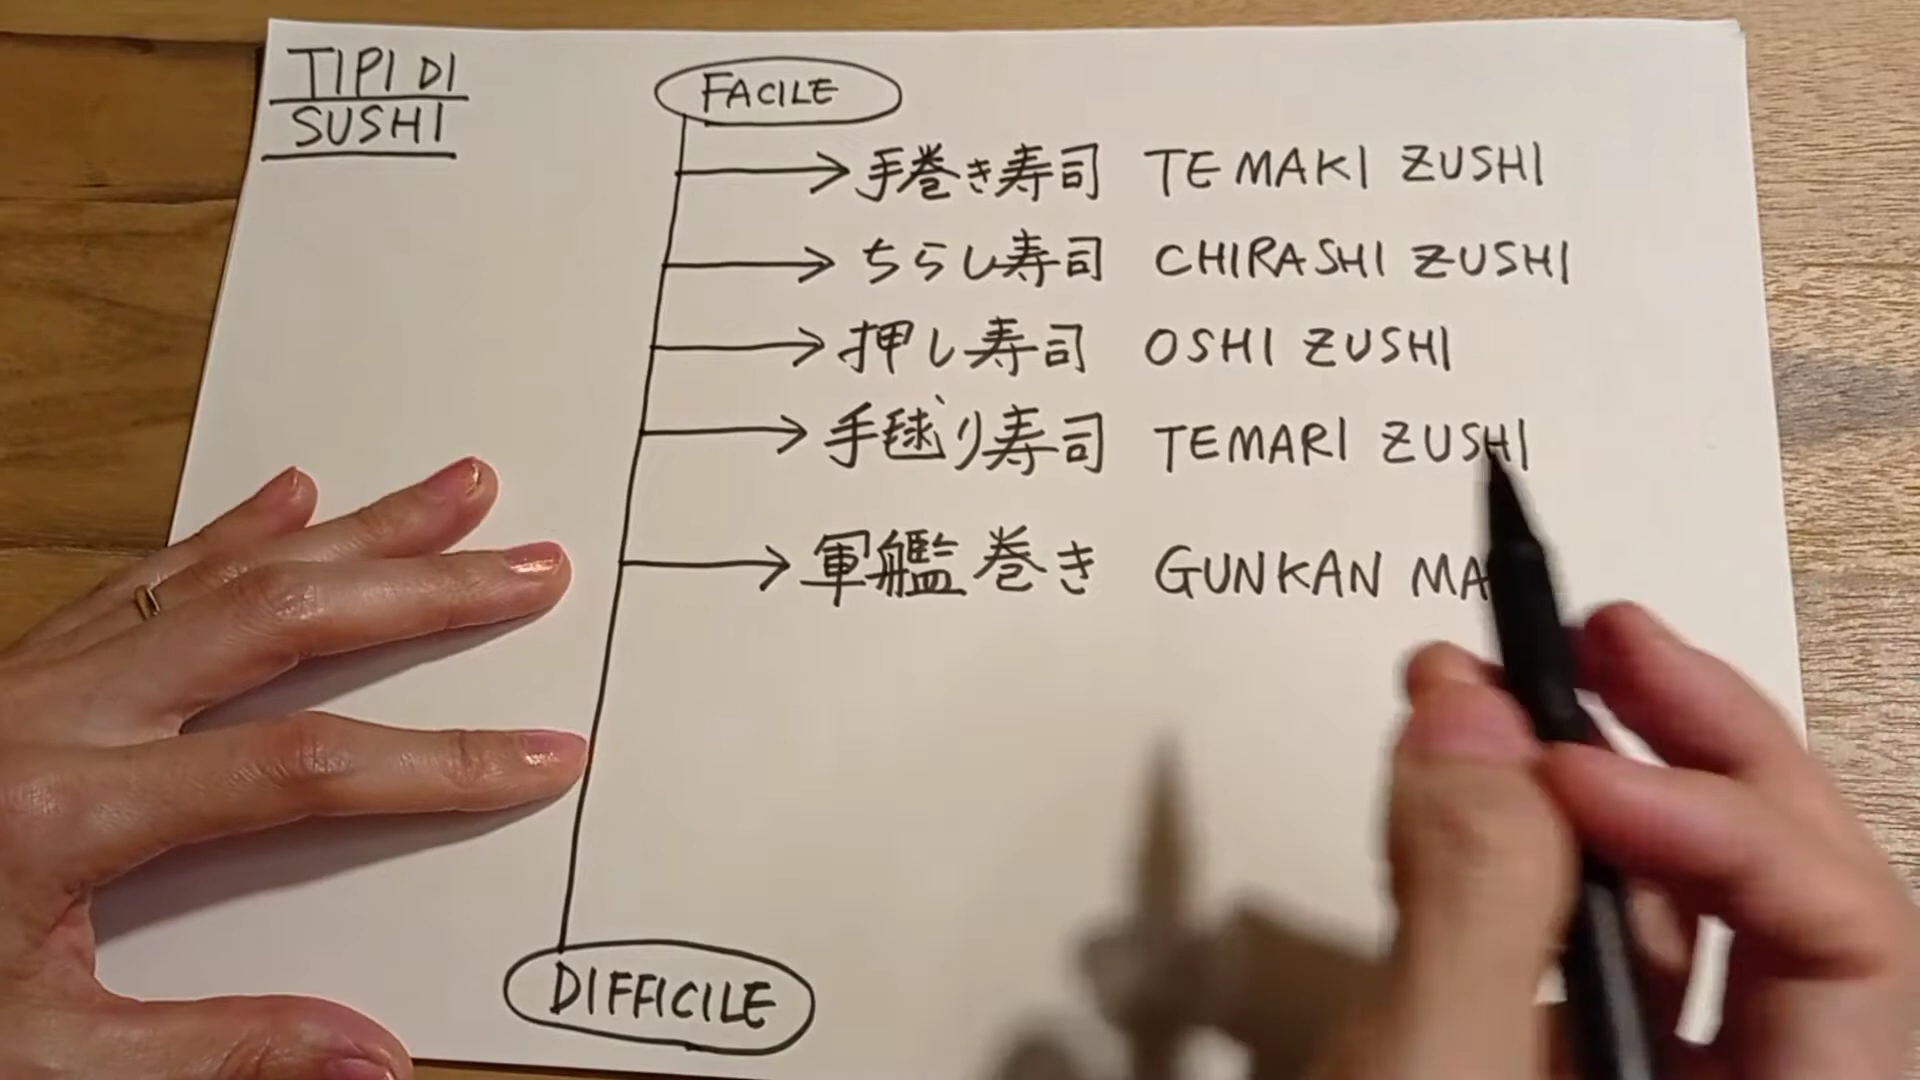 TIPI DI
SUSHI
FACILE
手巻き寿司 TEMAKI ZUSHI
ちらし寿司 CHIRASHI ZUSHI
押し寿司 OSHI ZUSHI
手毬り寿司 TEMARI ZUSHI
軍艦巻き GUNKAN MA
DIFFICILE